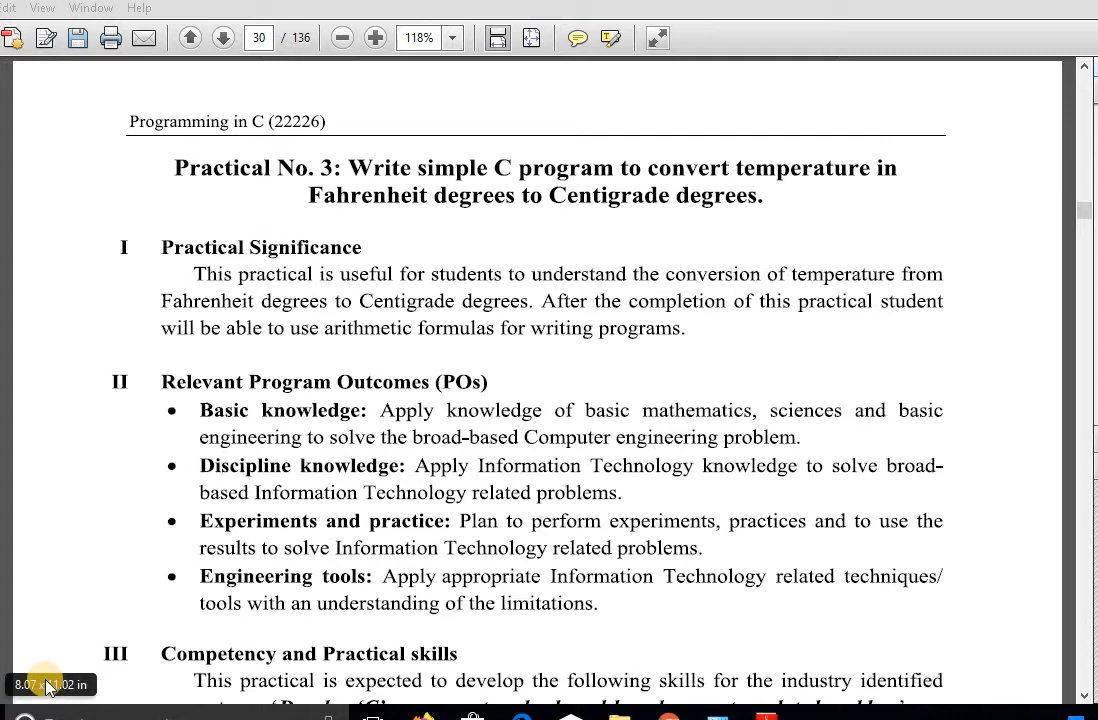 Edit View Window Help
30 / 136 118%
Programming in C (22226)
Practical No. 3: Write simple C program to convert temperature in
Fahrenheit degrees to Centigrade degrees.
I Practical Significance
This practical is useful for students to understand the conversion of temperature from
Fahrenheit degrees to Centigrade degrees. After the completion of this practical student
will be able to use arithmetic formulas for writing programs.
II Relevant Program Outcomes (POs)
• Basic knowledge: Apply knowledge of basic mathematics, sciences and basic
engineering to solve the broad-based Computer engineering problem.
• Discipline knowledge: Apply Information Technology knowledge to solve broad-
based Information Technology related problems.
• Experiments and practice: Plan to perform experiments, practices and to use the
results to solve Information Technology related problems.
• Engineering tools: Apply appropriate Information Technology related techniques/
tools with an understanding of the limitations.
III Competency and Practical skills
This practical is expected to develop the following skills for the industry identified
8.07 x 11.02 in